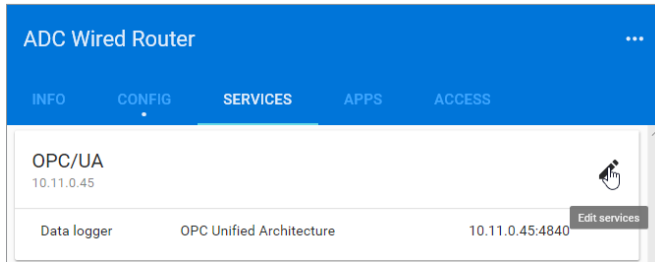 ADC Wired Router
INFO CONFIG SERVICES APPS ACCESS
OPC/UA
10.11.0.45
Edit services
Data logger OPC Unified Architecture 10.11.0.45:4840